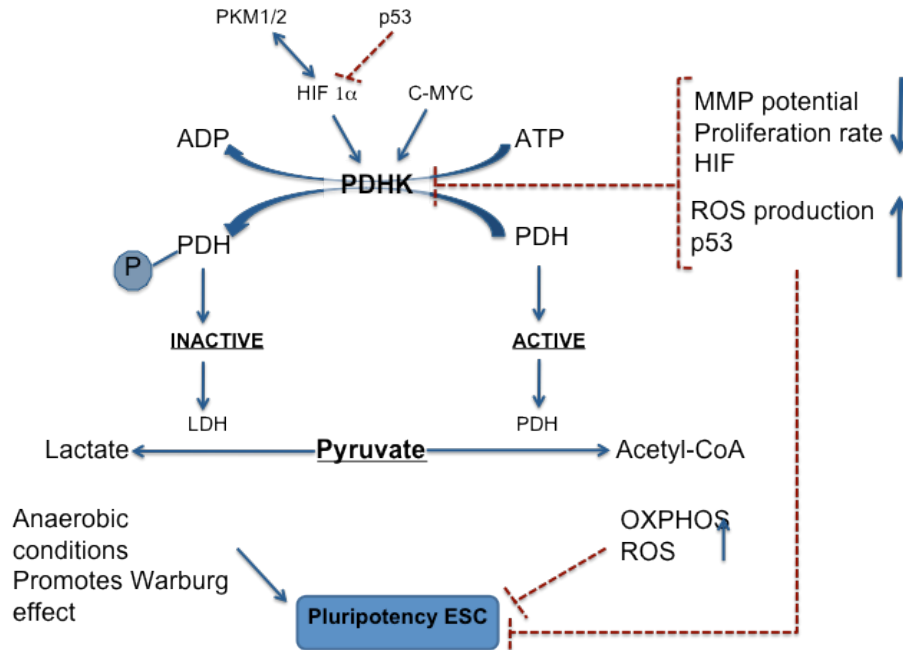 PKM1/2
p53
HIF 1α
C-MYC
ADP
ATP
PDHK
MMP potential
Proliferation rate
HIF
ROS production
p53
P
PDH
PDH
INACTIVE
ACTIVE
LDH
PDH
Lactate
Pyruvate
Acetyl-CoA
Anaerobic
conditions
Promotes Warburg
effect
OXPHOS
ROS
Pluripotency ESC